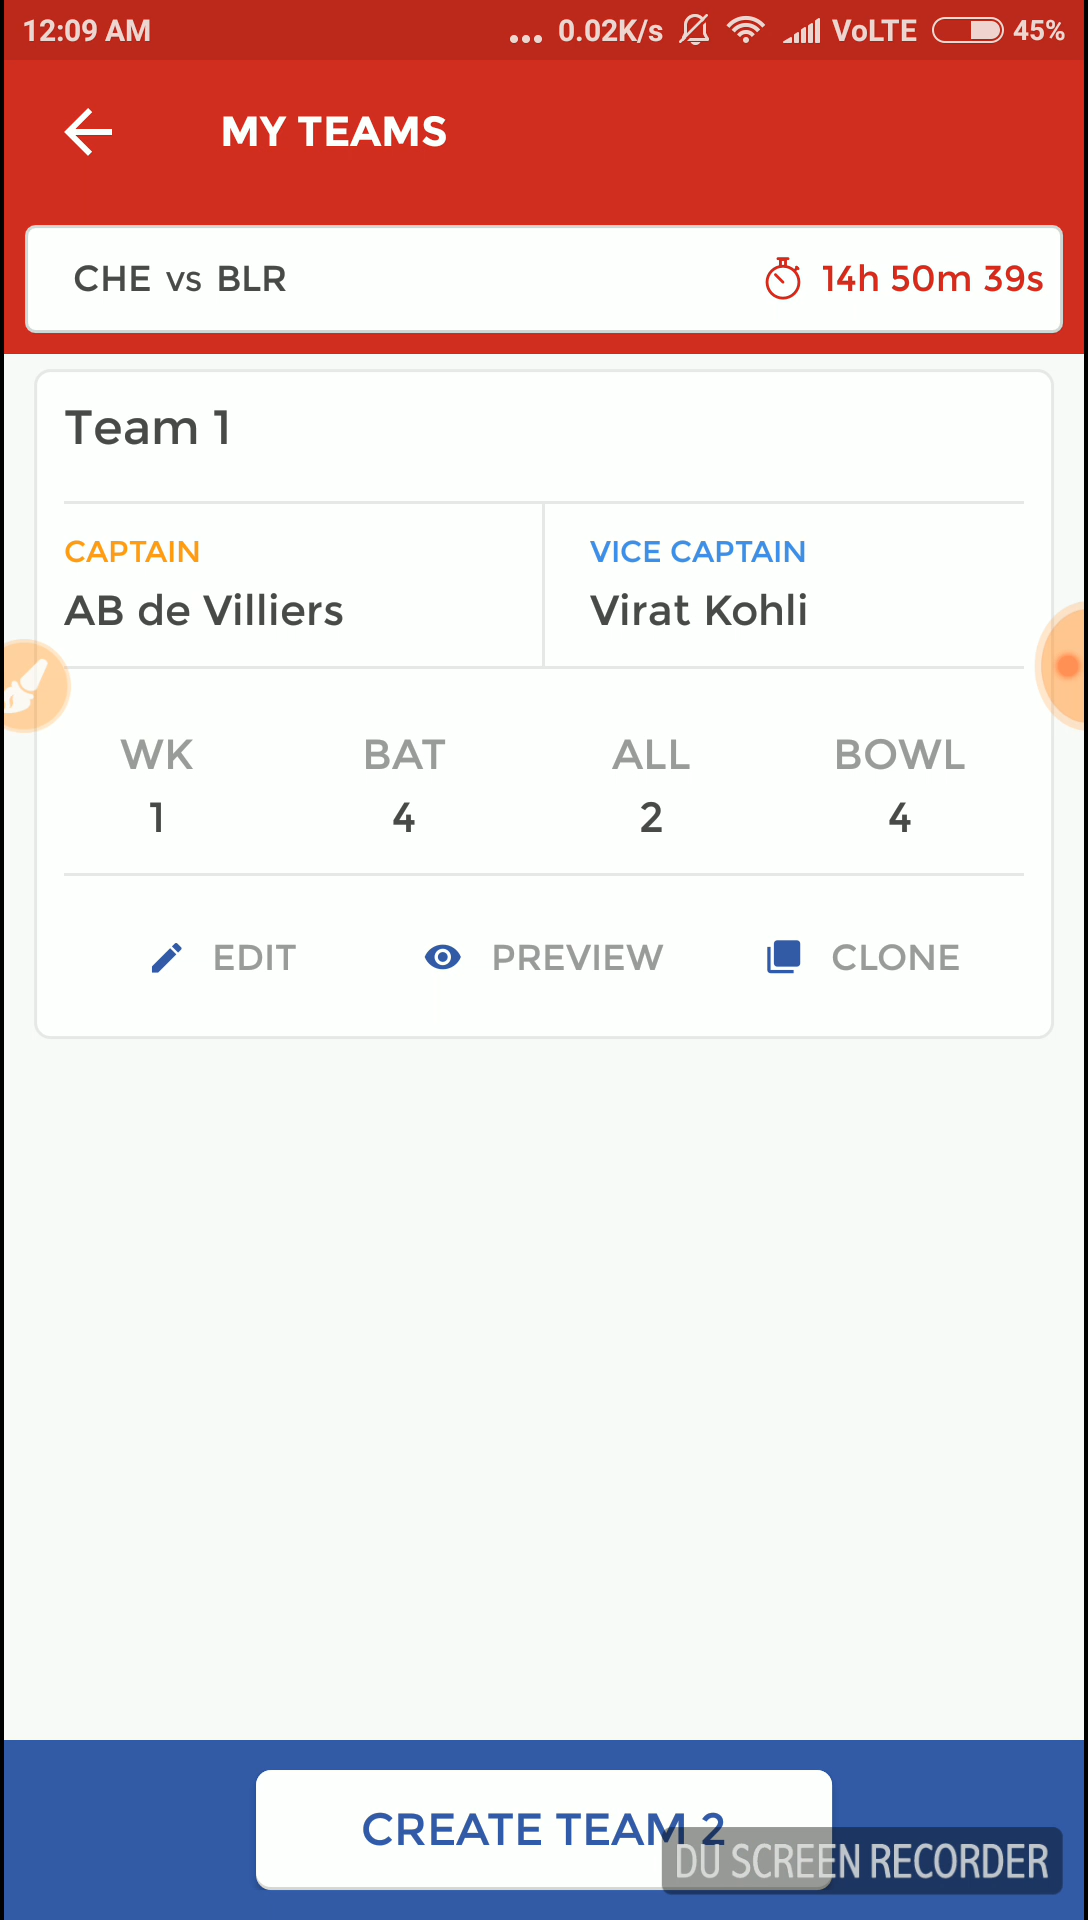 12:09 AM ... 0.02K/s VoLTE 45%
MY TEAMS
CHE vs BLR 14h 50m 39s
Team 1
CAPTAIN VICE CAPTAIN
AB de Villiers Virat Kohli
WK BAT ALL BOWL
1 4 2 4
EDIT PREVIEW CLONE
CREATE TEAM 2
DU SCREEN RECORDER